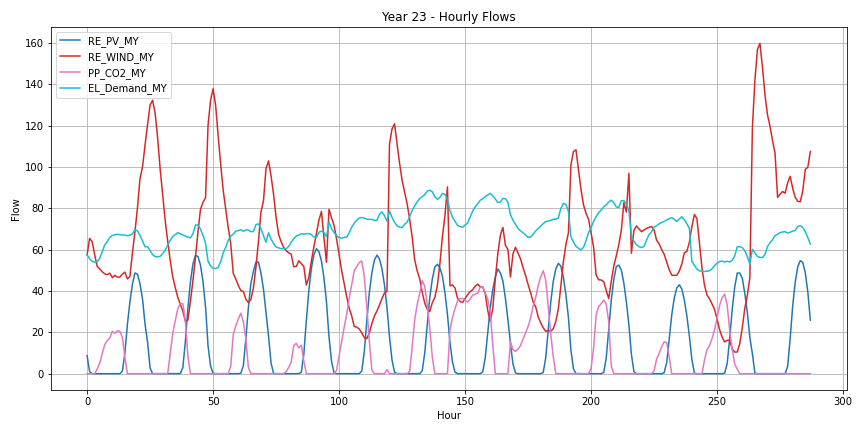 Year 23 - Hourly Flows
RE_PV_MY
RE_WIND_MY
PP_CO2_MY
EL_Demand_MY
160
140
120
100
80
60
40
20
0
Flow
0 50 100 150 200 250 300
Hour